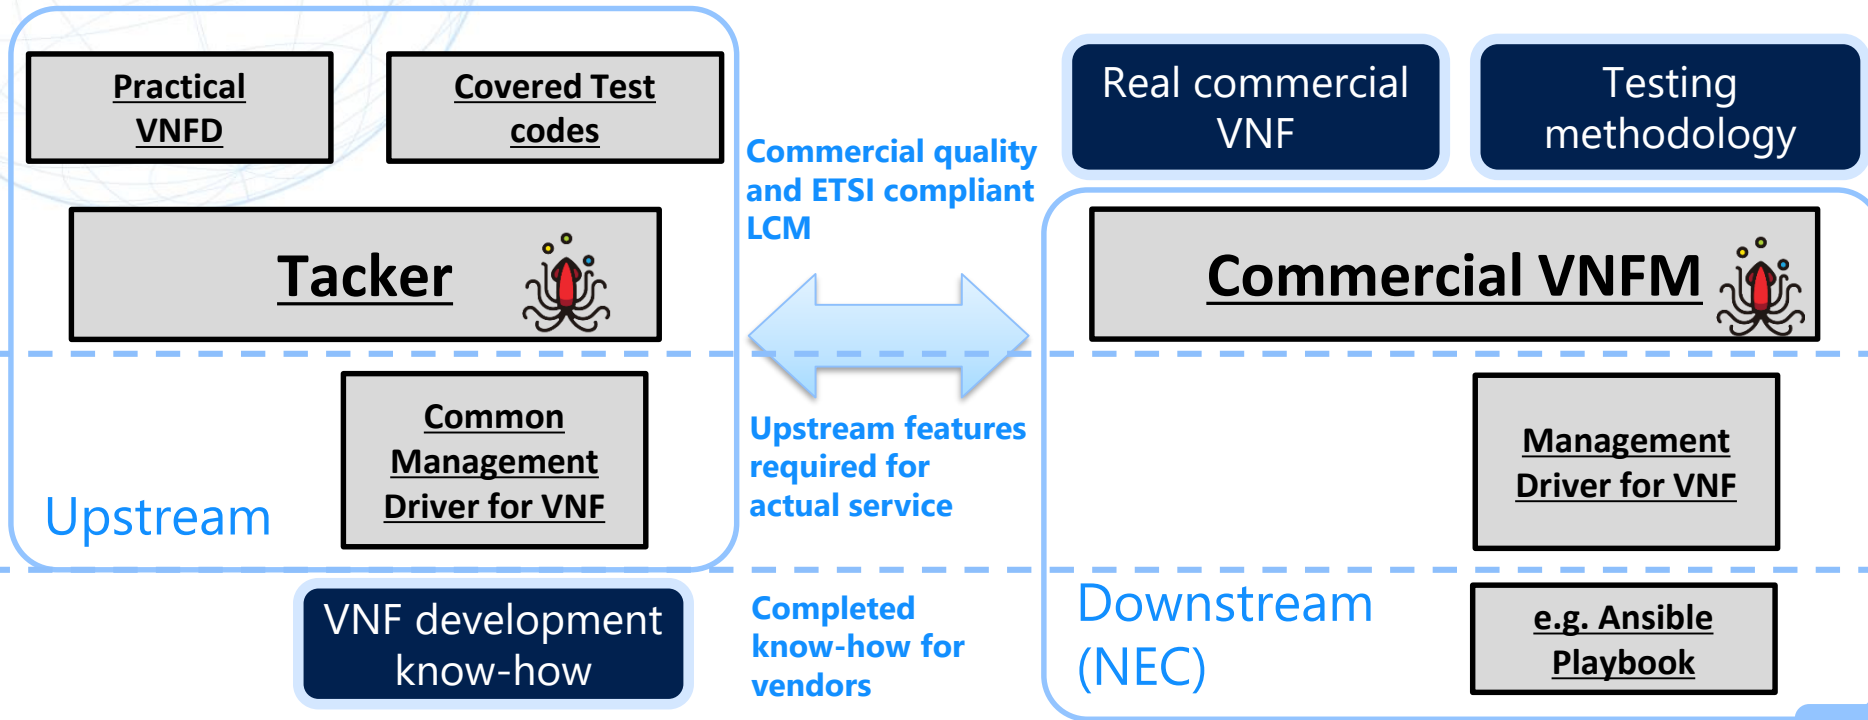 Practical
VNFD
Covered Test
codes
Tacker
Common
Management
Driver for VNF
Upstream
VNF development
know-how
Commercial quality
and ETSI compliant
LCM
Upstream features
required for
actual service
Completed
know-how for
vendors
Real commercial
VNF
Testing
methodology
Commercial VNFM
Management
Driver for VNF
Downstream
(NEC)
e.g. Ansible
Playbook